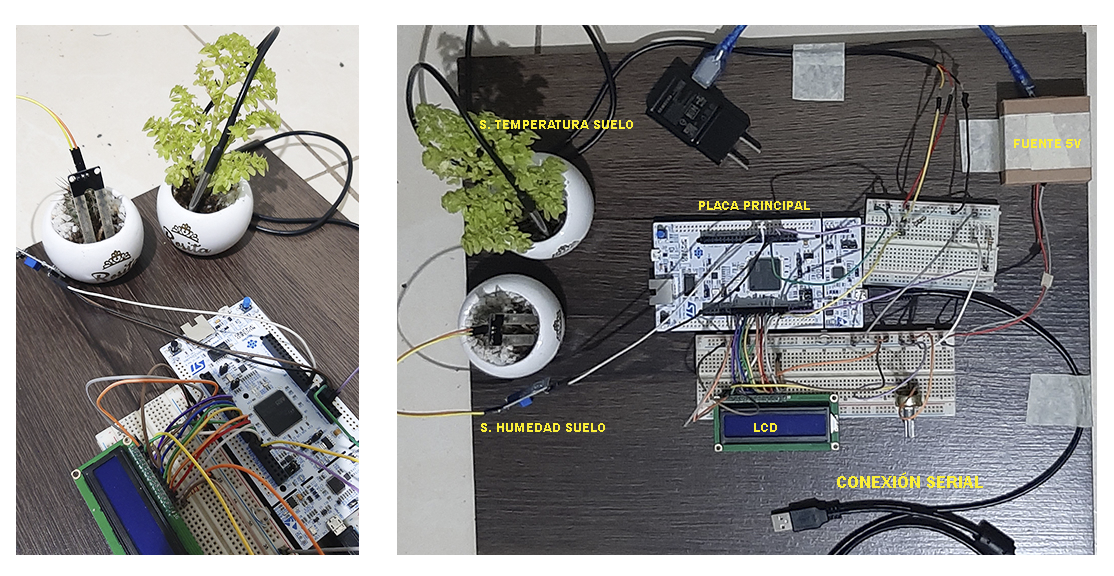 S. TEMPERATURA SUELO
FUENTE 5V
PLACA PRINCIPAL
S. HUMEDAD SUELO
LCD
CONEXIÓN SERIAL